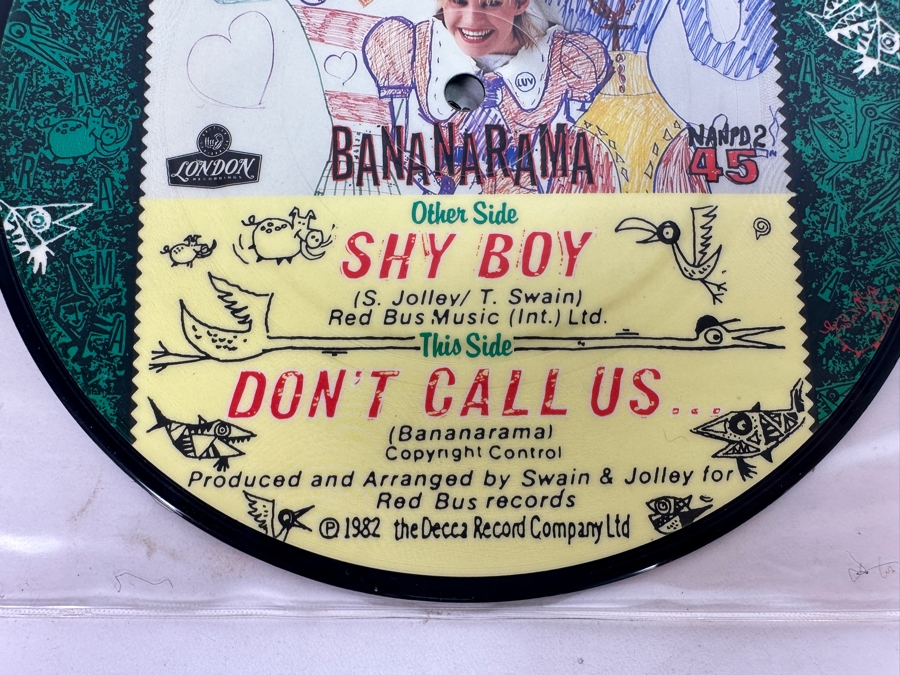 LUV
LONDON
RECORDINGS
BANANARAMA
NANPD 2
45
Other Side
SHY BOY
(S. Jolley/ T. Swain)
Red Bus Music (Int.) Ltd.
This Side
DON'T CALL US...
(Bananarama)
Copyright Control
Produced and Arranged by Swain & Jolley for
Red Bus records
℗ 1982 the Decca Record Company Ltd